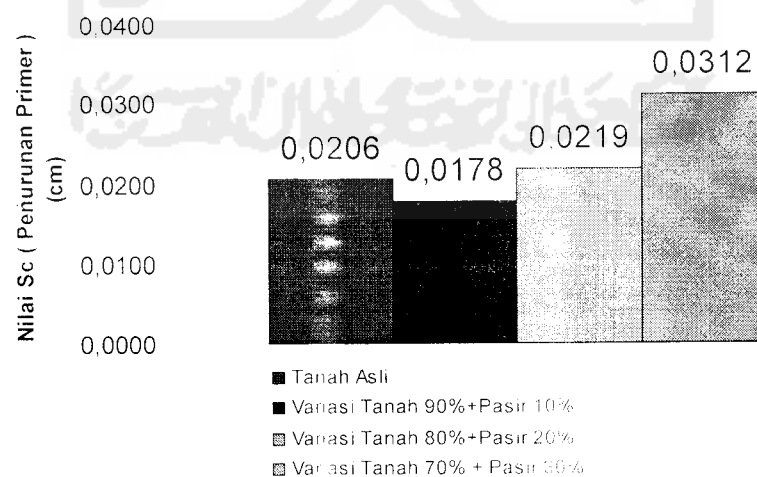 0,0400
0,0300
0,0200
0,0100
0,0000
Nilai Sc ( Penurunan Primer )
(cm)
0,0206
0,0178
0.0219
0,0312
Tanah Asli
Variasi Tanah 90%+Pasir 10%
Variasi Tanah 80%+Pasir 20%
Variasi Tanah 70% + Pasir 30%